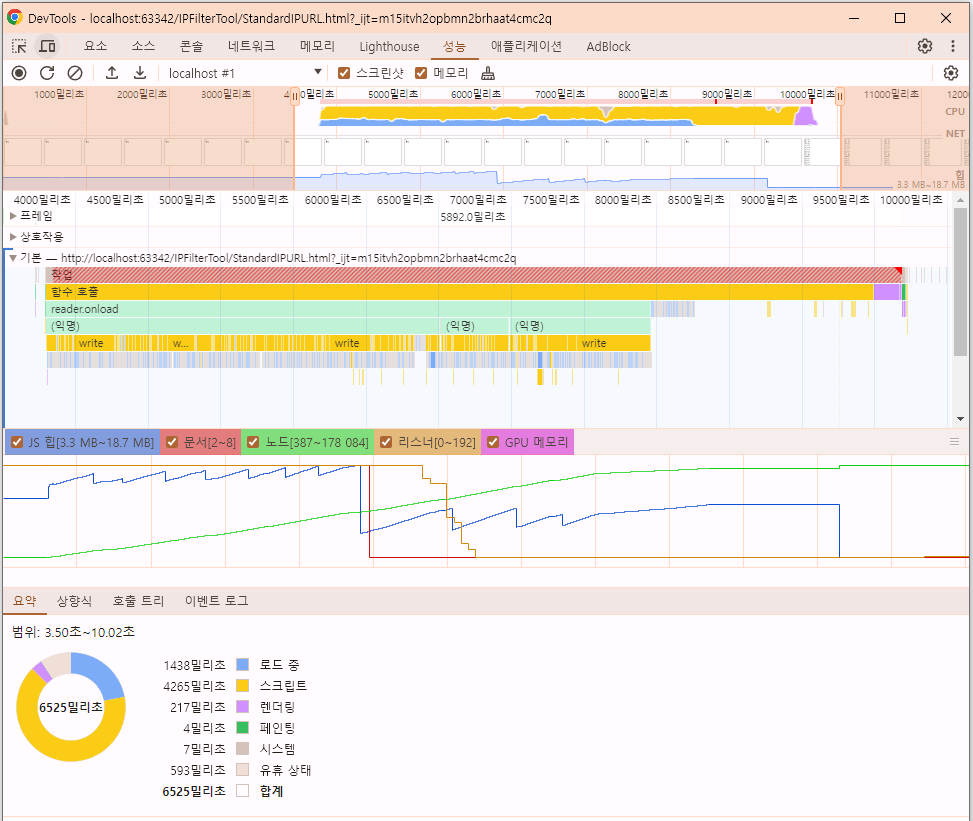 DevTools - localhost:63342/IPFilterTool/StandardIPURL.html?_ijt=m15itvh2opbmn2brhaat4cmc2q
요소 소스 콘솔 네트워크 메모리 Lighthouse 성능 애플리케이션 AdBlock
localhost #1 스크린샷 메모리
1000밀리초 2000밀리초 3000밀리초 5000밀리초 6000밀리초 7000밀리초 8000밀리초 9000밀리초 10000밀리초 11000밀리초
CPU
NET
힙
3.3 MB~18.7 MB
4000밀리초 4500밀리초 5000밀리초 5500밀리초 6000밀리초 6500밀리초 7000밀리초 7500밀리초 8000밀리초 8500밀리초 9000밀리초 9500밀리초 10000밀리초
프레임 5892.0밀리초
상호작용
기본 — http://localhost:63342/IPFilterTool/StandardIPURL.html?_ijt=m15itvh2opbmn2brhaat4cmc2q
작업
함수 호출
reader.onload
(익명) (익명) (익명)
write w... write write
JS 힙[3.3 MB~18.7 MB] 문서[2~8] 노드[387~178 084] 리스너[0~192] GPU 메모리
요약 상향식 호출 트리 이벤트 로그
범위: 3.50초~10.02초
1438밀리초 로드 중
4265밀리초 스크립트
217밀리초 렌더링
6525밀리초
4밀리초 페인팅
7밀리초 시스템
593밀리초 유휴 상태
6525밀리초 합계